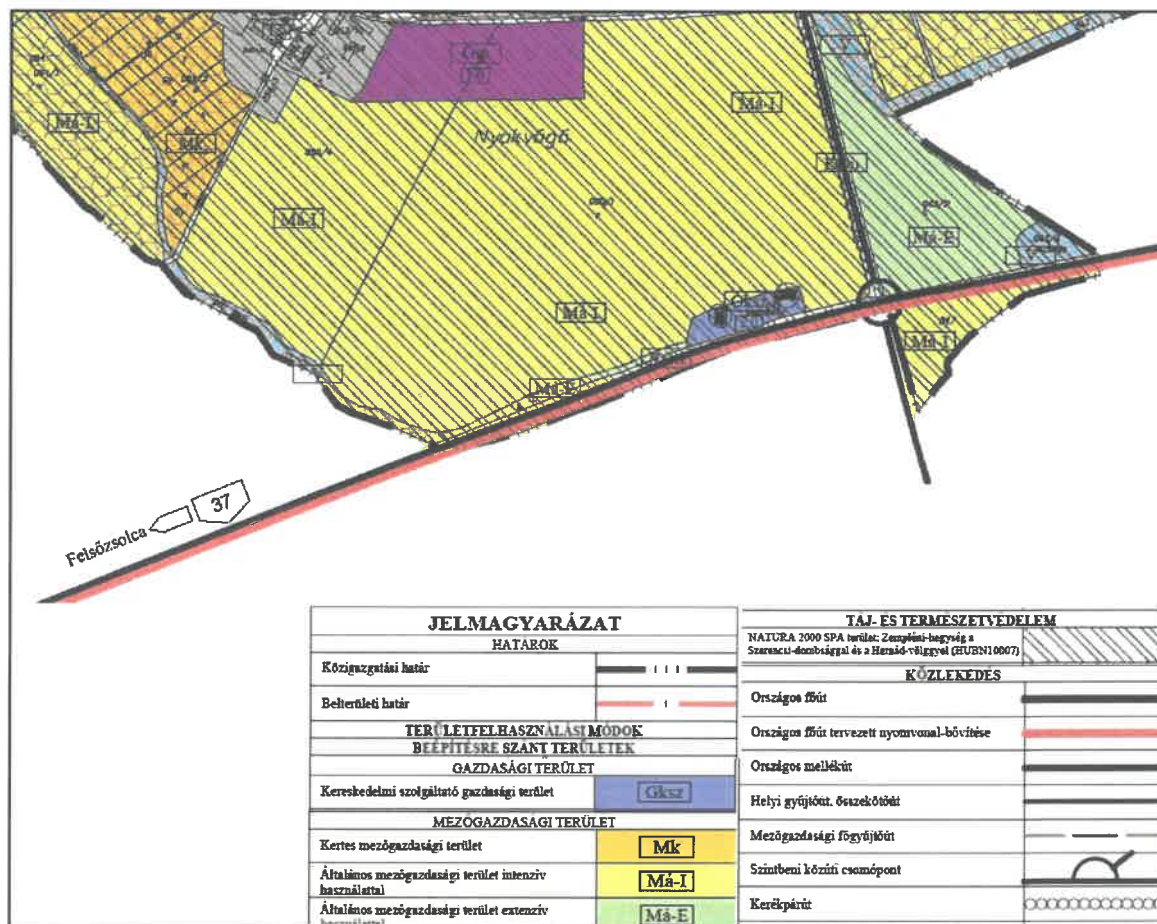 Má-I
Mk
Nyakvágó
Má-I
Má-I
Má-E
Má-I
Má-I
Má-E
37
Felsőzsolca
JELMAGYARÁZAT
HATÁROK
Közigazgatási határ
Belterületi határ
TERÜLETFELHASZNÁLÁSI MÓDOK
BEÉPÍTÉSRE SZÁNT TERÜLETEK
GAZDASÁGI TERÜLET
Kereskedelmi szolgáltató gazdasági terület
Gksz
MEZŐGAZDASÁGI TERÜLET
Kertes mezőgazdasági terület
Mk
Általános mezőgazdasági terület intenzív
használattal
Má-I
Általános mezőgazdasági terület extenzív
használattal
Má-E
TÁJ- ÉS TERMÉSZETVÉDELEM
NATURA 2000 SPA terület: Zempléni-hegység a
Szerencsi-dombsággal és a Hernád-völggyel (HUBN10007)
KÖZLEKEDÉS
Országos főút
Országos főút tervezett nyomvonal-bővítése
Országos mellékút
Helyi gyűjtőút, összekötőút
Mezőgazdasági főgyűjtőút
Szintbeni közúti csomópont
Kerékpárút